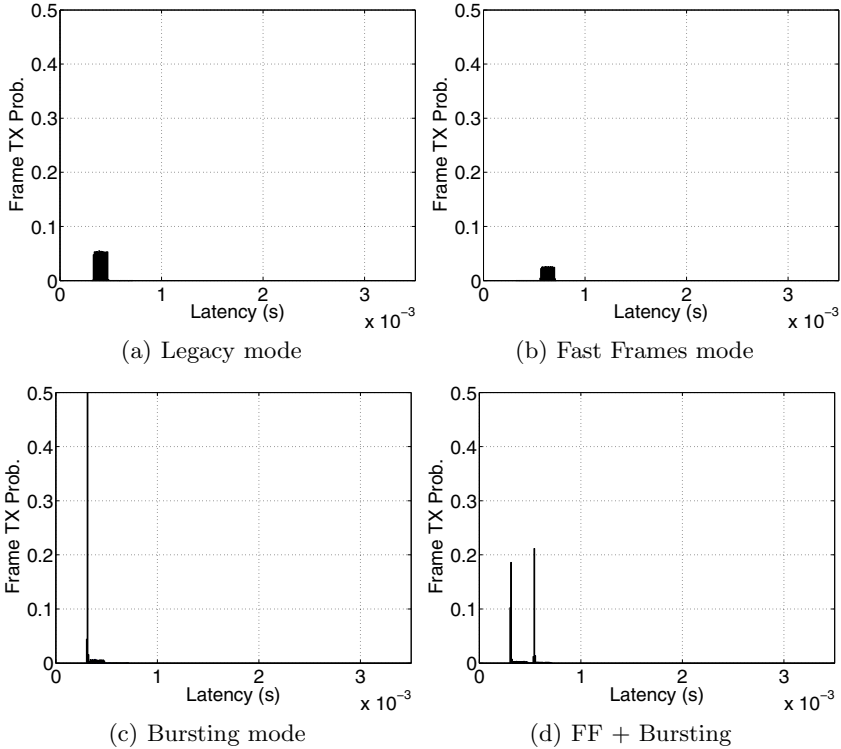 0.5
0.4
0.3
0.2
0.1
0
Frame TX Prob.
0 1 2 3
Latency (s)
x 10⁻³
(a) Legacy mode
0.5
0.4
0.3
0.2
0.1
0
Frame TX Prob.
0 1 2 3
Latency (s)
x 10⁻³
(b) Fast Frames mode
0.5
0.4
0.3
0.2
0.1
0
Frame TX Prob.
0 1 2 3
Latency (s)
x 10⁻³
(c) Bursting mode
0.5
0.4
0.3
0.2
0.1
0
Frame TX Prob.
0 1 2 3
Latency (s)
x 10⁻³
(d) FF + Bursting